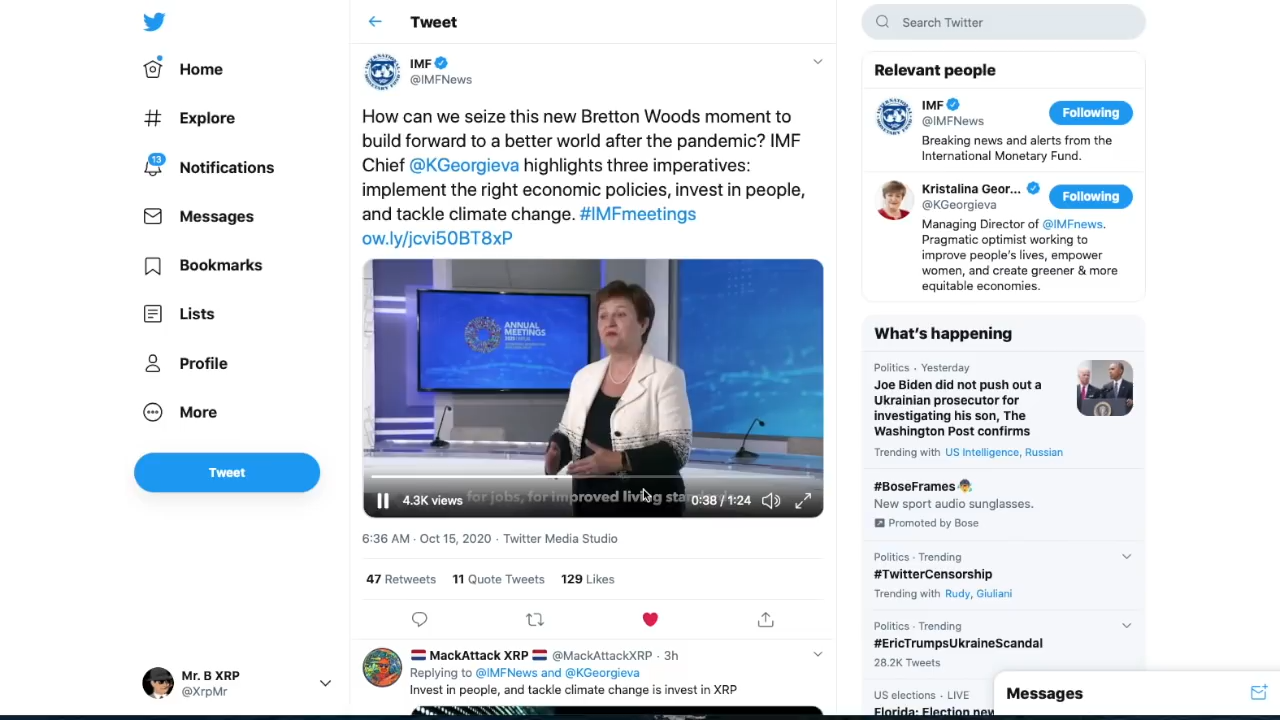 Tweet
Search Twitter
Home
Explore
13
Notifications
Messages
Bookmarks
Lists
Profile
More
Tweet
Mr. B XRP
@XrpMr
IMF
@IMFNews
How can we seize this new Bretton Woods moment to
build forward to a better world after the pandemic? IMF
Chief @KGeorgieva highlights three imperatives:
implement the right economic policies, invest in people,
and tackle climate change. #IMFmeetings
ow.ly/jcvi50BT8xP
ANNUAL
MEETINGS
for jobs, for improved living
4.3K views
0:38 / 1:24
6:36 AM · Oct 15, 2020 · Twitter Media Studio
47 Retweets 11 Quote Tweets 129 Likes
MackAttack XRP @MackAttackXRP · 3h
Replying to @IMFNews and @KGeorgieva
Invest in people, and tackle climate change is invest in XRP
Relevant people
IMF
@IMFNews
Following
Breaking news and alerts from the
International Monetary Fund.
Kristalina Geor...
@KGeorgieva
Following
Managing Director of @IMFnews.
Pragmatic optimist working to
improve people's lives, empower
women, and create greener & more
equitable economies.
What's happening
Politics · Yesterday
Joe Biden did not push out a
Ukrainian prosecutor for
investigating his son, The
Washington Post confirms
Trending with US Intelligence, Russian
#BoseFrames
New sport audio sunglasses.
Promoted by Bose
Politics · Trending
#TwitterCensorship
Trending with Rudy, Giuliani
Politics · Trending
#EricTrumpsUkraineScandal
28.2K Tweets
US elections · LIVE
Florida: Election new
Messages